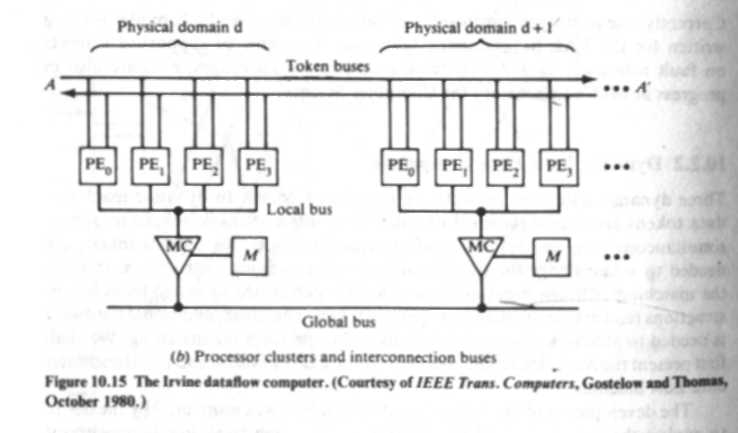 Physical domain d Physical domain d + 1
Token buses
A ... A'
PE0 PE1 PE2 PE3 PE0 PE1 PE2 PE3 ...
Local bus
MC M MC M ...
Global bus
(b) Processor clusters and interconnection buses
Figure 10.15 The Irvine dataflow computer. (Courtesy of IEEE Trans. Computers, Gostelow and Thomas,
October 1980.)